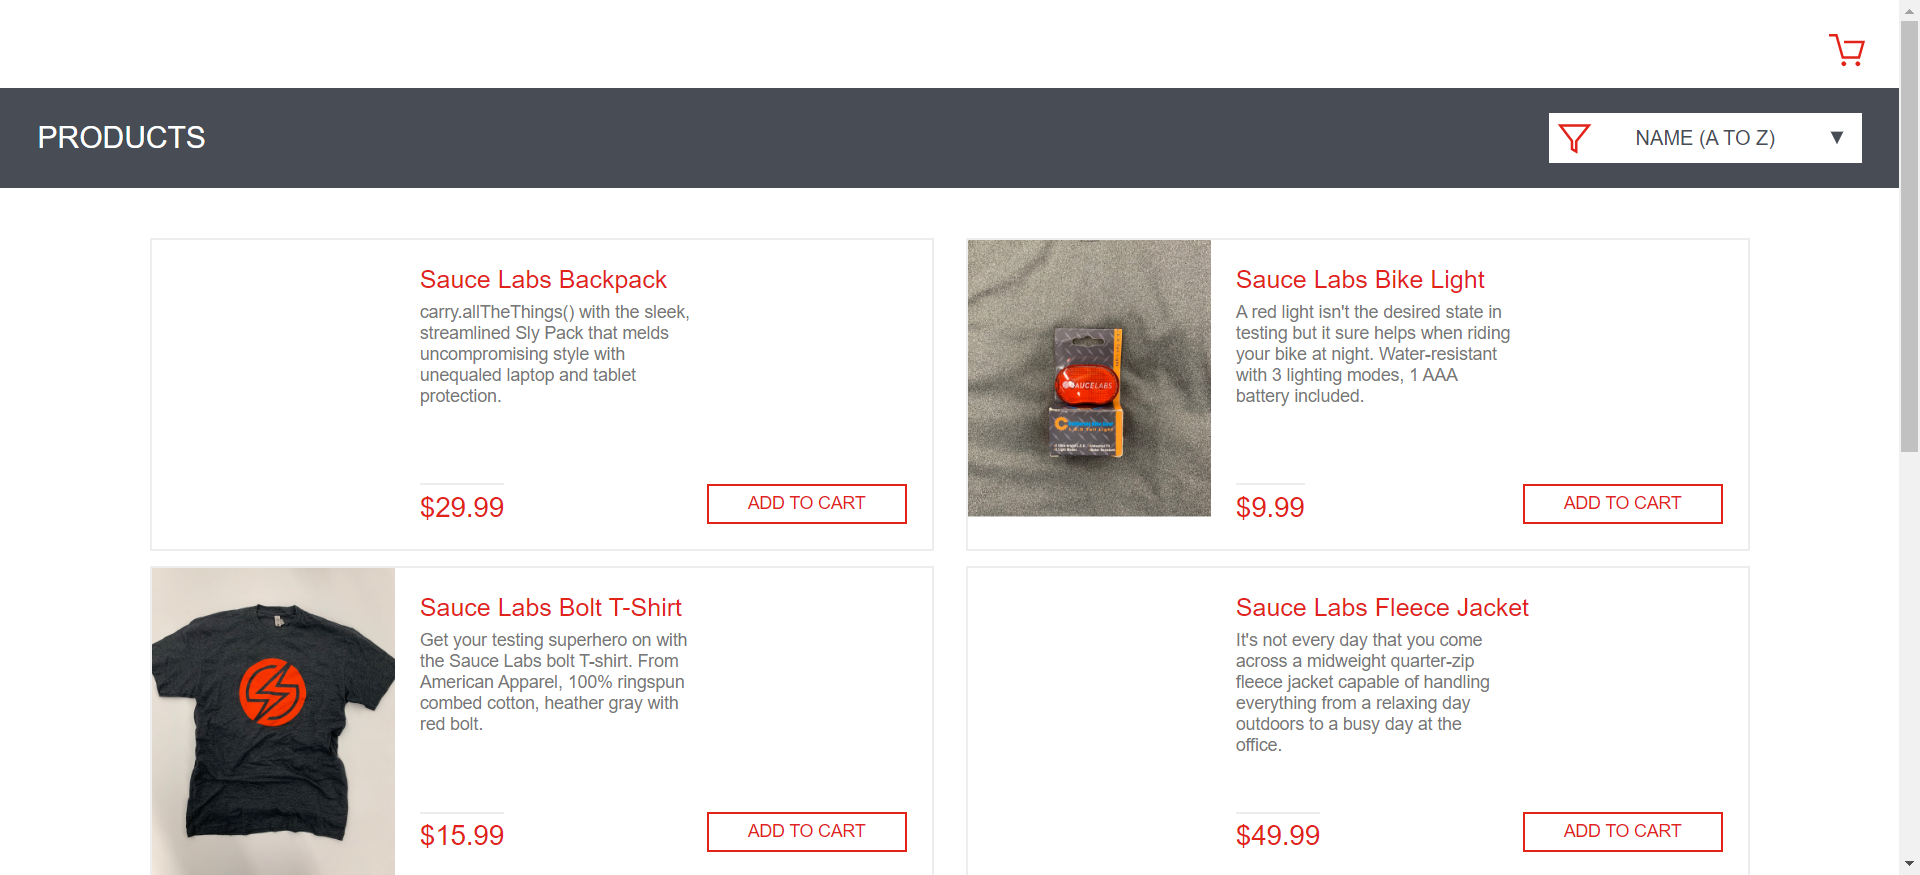 PRODUCTS
NAME (A TO Z)
Sauce Labs Backpack
carry.allTheThings() with the sleek,
streamlined Sly Pack that melds
uncompromising style with
unequaled laptop and tablet
protection.
$29.99
ADD TO CART
Sauce Labs Bike Light
A red light isn't the desired state in
testing but it sure helps when riding
your bike at night. Water-resistant
with 3 lighting modes, 1 AAA
battery included.
$9.99
ADD TO CART
SAUCELABS
Sauce Labs Bolt T-Shirt
Get your testing superhero on with
the Sauce Labs bolt T-shirt. From
American Apparel, 100% ringspun
combed cotton, heather gray with
red bolt.
$15.99
ADD TO CART
Sauce Labs Fleece Jacket
It's not every day that you come
across a midweight quarter-zip
fleece jacket capable of handling
everything from a relaxing day
outdoors to a busy day at the
office.
$49.99
ADD TO CART